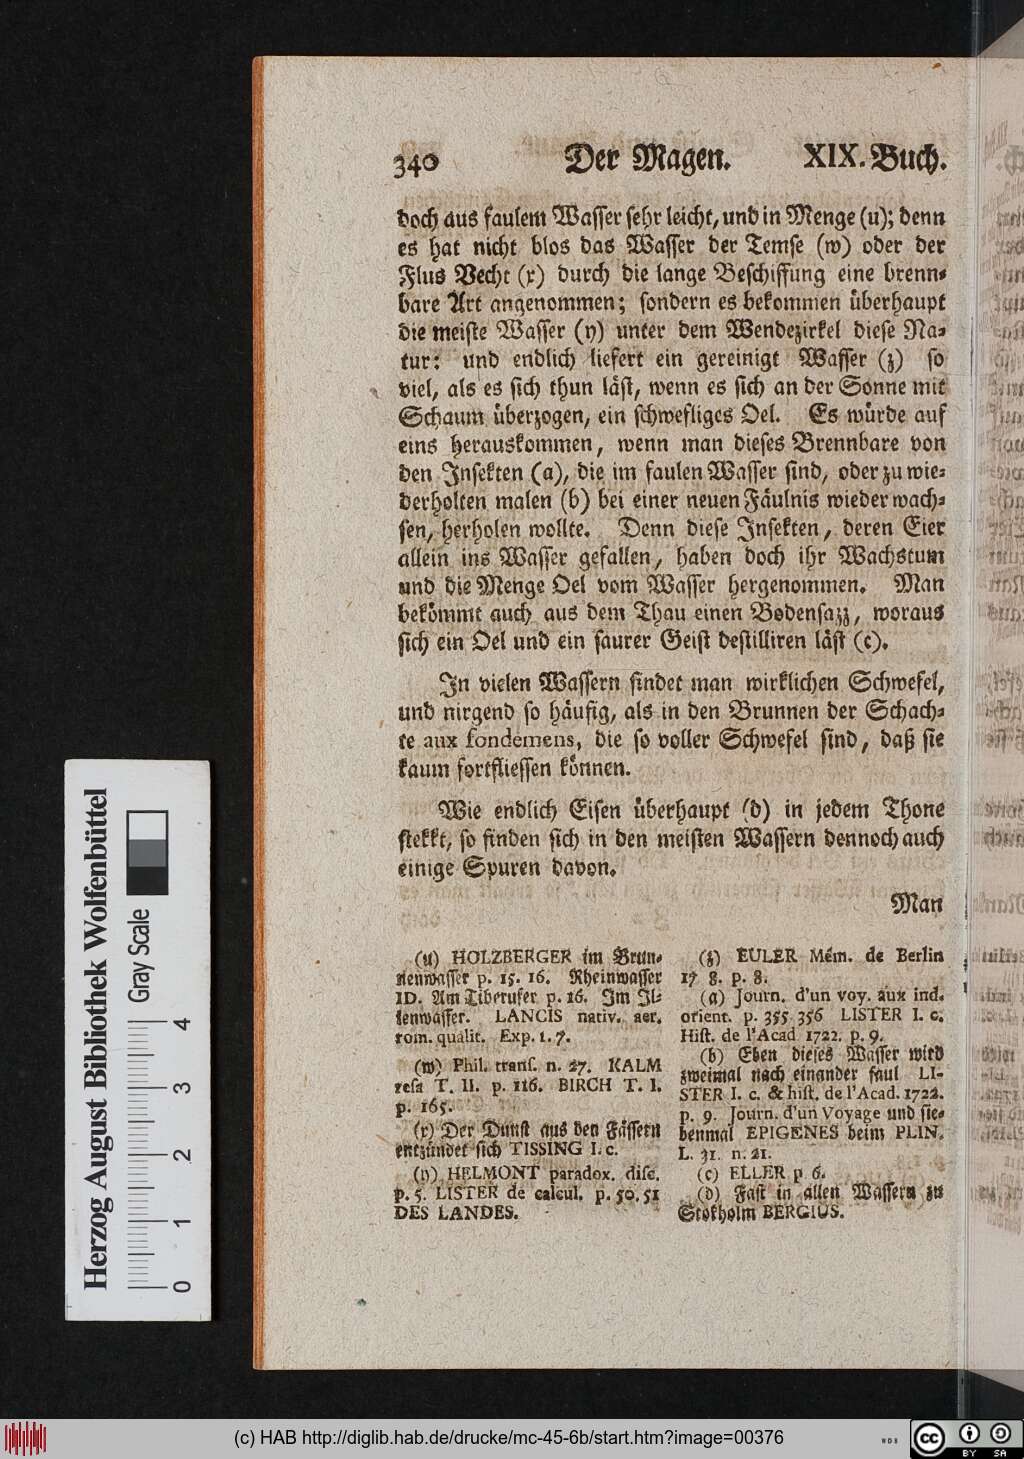 340 Der Magen. XIX. Buch.
doch aus faulem Wasser sehr leicht, und in Menge (u); denn
es hat nicht blos das Wasser der Temse (w) oder der
Flus Vecht (x) durch die lange Beschiffung eine brenn⸗
bare Art angenommen; sondern es bekommen überhaupt
die meiste Wasser (y) unter dem Wendezirkel diese Na⸗
tur: und endlich liefert ein gereinigt Wasser (z) so
viel, als es sich thun läst, wenn es sich an der Sonne mit
Schaum überzogen, ein schwefliges Oel. Es würde auf
eins herauskommen, wenn man dieses Brennbare von
den Insekten (a), die im faulen Wasser sind, oder zu wie⸗
derholten malen (b) bei einer neuen Fäulnis wieder wach⸗
sen, herholen wollte. Denn diese Insekten, deren Eier
allein ins Wasser gefallen, haben doch ihr Wachstum
und die Menge Oel vom Wasser hergenommen. Man
bekömmt auch aus dem Thau einen Bodensazz, woraus
sich ein Oel und ein saurer Geist destilliren läst (c).
In vielen Wassern findet man wirklichen Schwefel,
und nirgend so häufig, als in den Brunnen der Schach⸗
te aux fondemens, die so voller Schwefel sind, daß sie
kaum fortfliessen können.
Wie endlich Eisen überhaupt (d) in jedem Thone
stekkt, so finden sich in den meisten Wassern dennoch auch
einige Spuren davon.
Man
(u) HOLZBERGER im Brun⸗
nenwasser p. 15. 16. Rheinwasser
ID. Am Tiberufer p. 16. Im Il⸗
lenwasser. LANCIS nativ. aer.
rom. qualit. Exp. 1. 7.
(w) Phil. trans. n. 27. KALM
resa T. II. p. 116. BIRCH T. I.
p. 165.
(x) Der Dunst aus den Fässern
entzündet sich TISSING I. c.
(y) HELMONT paradox. disc.
p. 5. LISTER de calcul. p. 50. 51
DES LANDES.
(z) EULER Mém. de Berlin
17 8. p. 8.
(a) Journ. d'un voy. aux ind.
orient. p. 355 356 LISTER I. c.
Hist. de l'Acad 1722. p. 9.
(b) Eben dieses Wasser wird
zweimal nach einander faul LI-
STER I. c. & hist. de l'Acad. 1722.
p. 9. Journ. d'un Voyage und sie⸗
benmal EPIGENES beim PLIN.
L. 31. n. 21.
(c) ELLER p 6.
(d) Fast in allen Wassern zu
Stokholm BERGIUS.
Herzog August Bibliothek Wolfenbüttel
Gray Scale
0 1 2 3 4
(c) HAB http://diglib.hab.de/drucke/mc-45-6b/start.htm?image=00376
WDB
cc BY SA